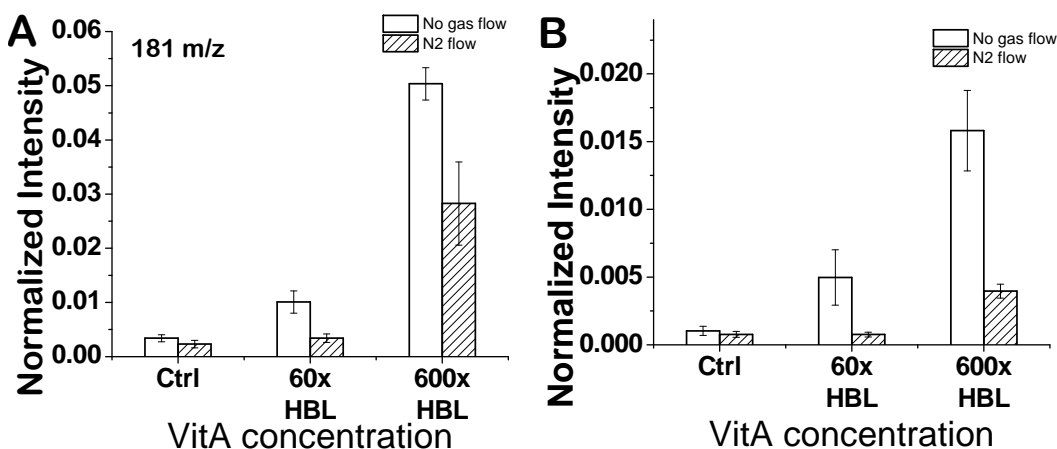 A
181 m/z
No gas flow
N2 flow
Normalized Intensity
0.06
0.05
0.04
0.03
0.02
0.01
0.00
Ctrl
60x
HBL
600x
HBL
VitA concentration
B
No gas flow
N2 flow
Normalized Intensity
0.020
0.015
0.010
0.005
0.000
Ctrl
60x
HBL
600x
HBL
VitA concentration